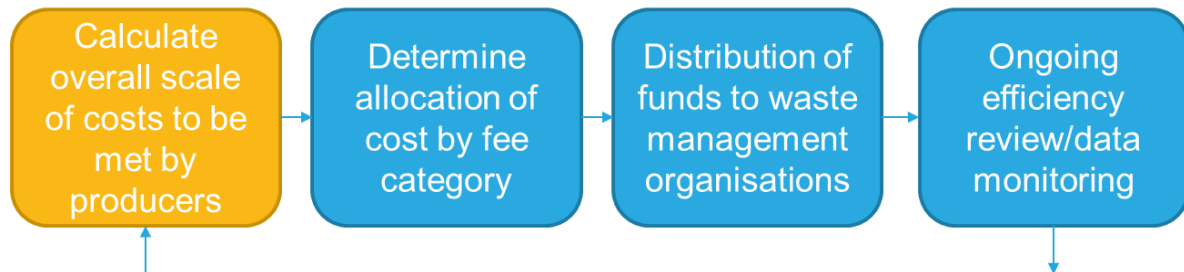 Calculate
overall scale
of costs to be
met by
producers
Determine
allocation of
cost by fee
category
Distribution of
funds to waste
management
organisations
Ongoing
efficiency
review/data
monitoring